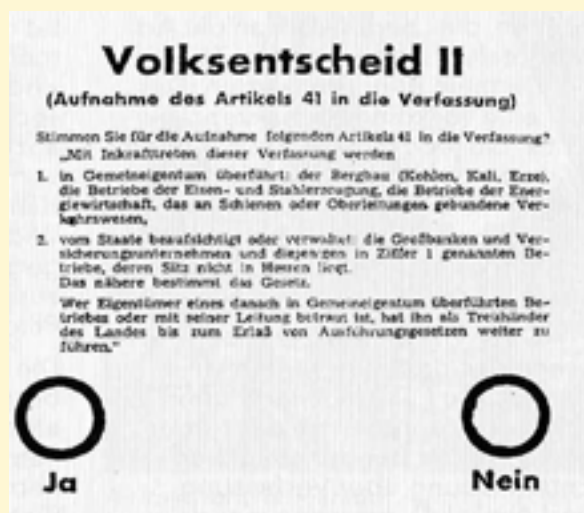 Volksentscheid II
(Aufnahme des Artikels 41 in die Verfassung)
Stimmen Sie für die Aufnahme folgenden Artikels 41 in die Verfassung?
„Mit Inkrafttreten dieser Verfassung werden
1. in Gemeineigentum überführt: der Bergbau (Kohlen, Kali, Erze),
die Betriebe der Eisen- und Stahlerzeugung, die Betriebe der Ener-
giewirtschaft, das an Schienen oder Oberleitungen gebundene Ver-
kehrswesen,
2. vom Staate beaufsichtigt oder verwaltet: die Großbanken und Ver-
sicherungsunternehmen und diejenigen in Ziffer 1 genannten Be-
triebe, deren Sitz nicht in Hessen liegt.
Das nähere bestimmt das Gesetz.
Wer Eigentümer eines danach in Gemeineigentum überführten Be-
triebes oder mit seiner Leitung betraut ist, hat ihn als Treuhänder
des Landes bis zum Erlaß von Ausführungsgesetzen weiter zu
führen."
Ja
Nein